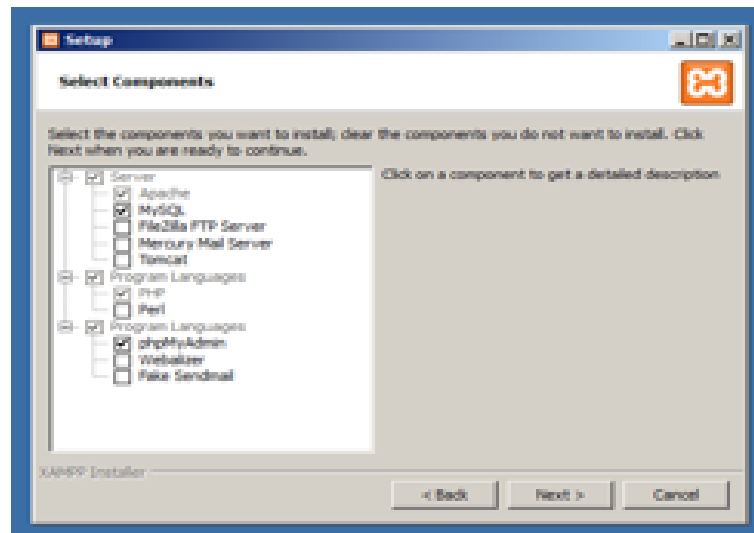 Setup
Select Components
Select the components you want to install; clear the components you do not want to install. Click
Next when you are ready to continue.
Server
Apache
MySQL
FileZilla FTP Server
Mercury Mail Server
Tomcat
Program Languages
PHP
Perl
Program Languages
phpMyAdmin
Webalizer
Fake Sendmail
Click on a component to get a detailed description
XAMPP Installer
< Back
Next >
Cancel